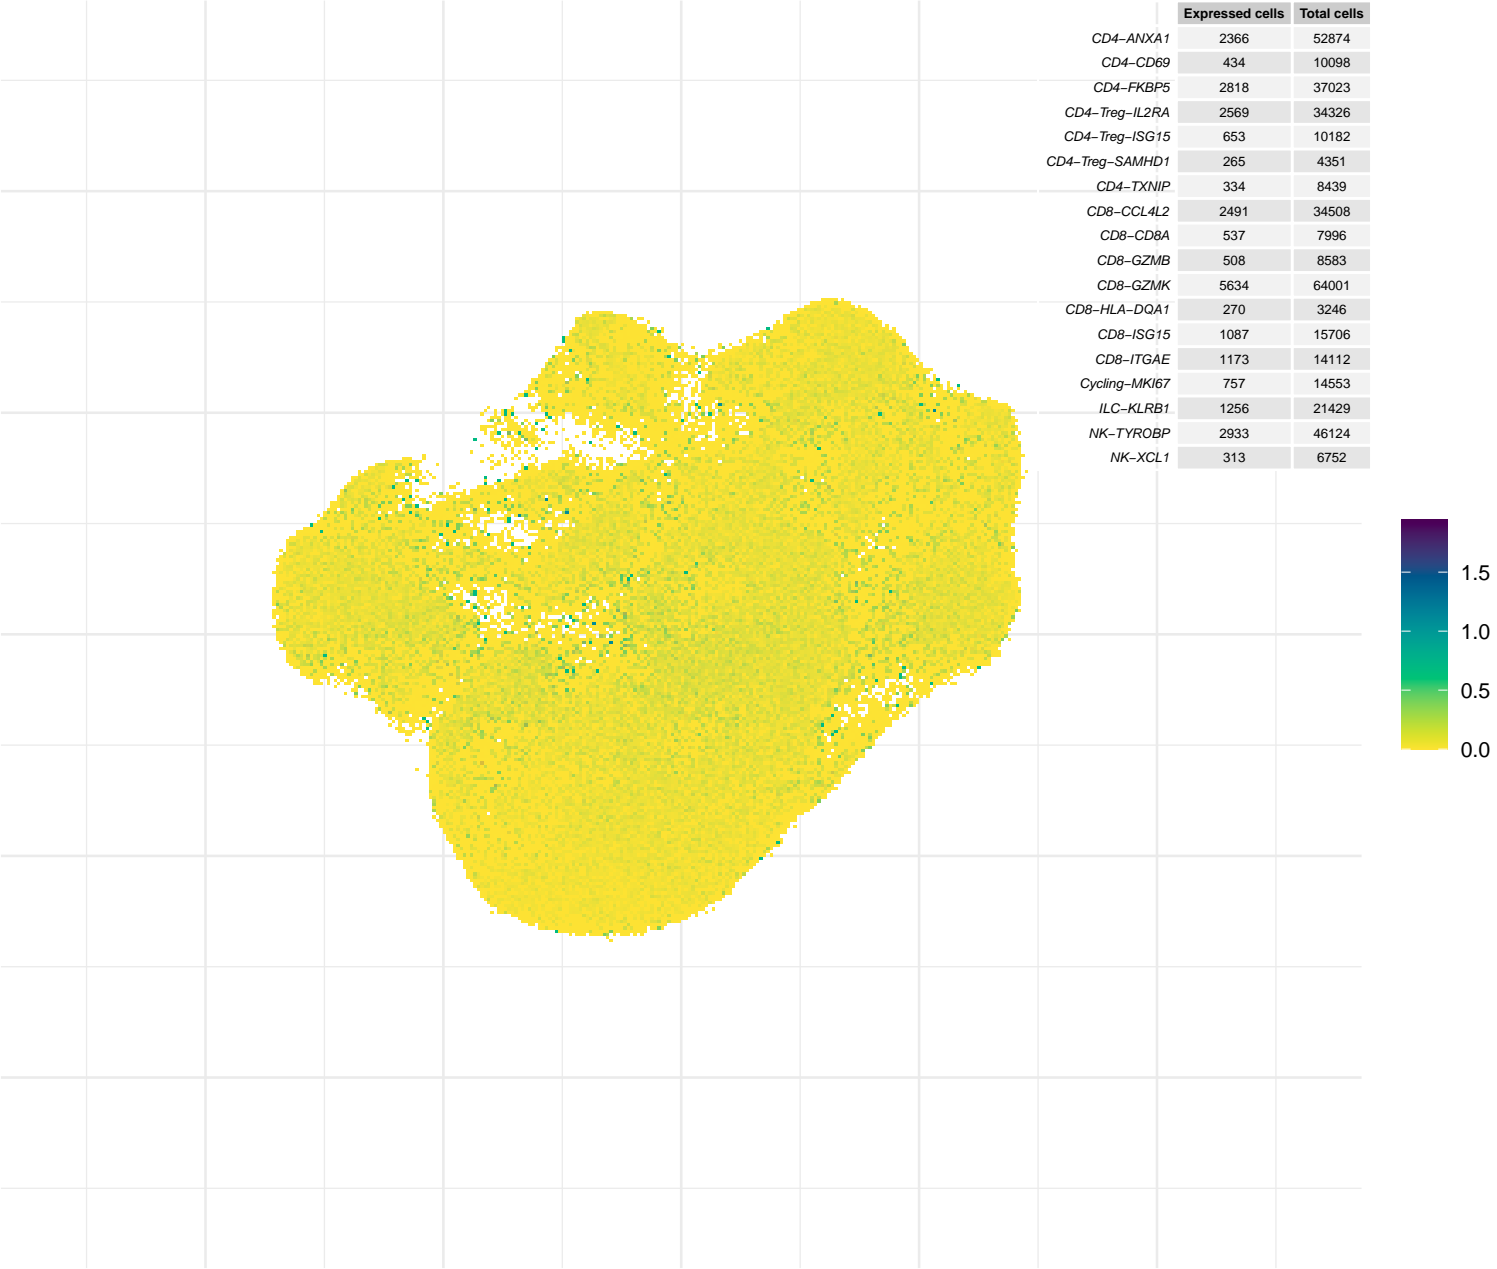 Expressed cells Total cells
CD4−ANXA1 2366 52874
CD4−CD69 434 10098
CD4−FKBP5 2818 37023
CD4−Treg−IL2RA 2569 34326
CD4−Treg−ISG15 653 10182
CD4−Treg−SAMHD1 265 4351
CD4−TXNIP 334 8439
CD8−CCL4L2 2491 34508
CD8−CD8A 537 7996
CD8−GZMB 508 8583
CD8−GZMK 5634 64001
CD8−HLA−DQA1 270 3246
CD8−ISG15 1087 15706
CD8−ITGAE 1173 14112
Cycling−MKI67 757 14553
ILC−KLRB1 1256 21429
NK−TYROBP 2933 46124
NK−XCL1 313 6752
1.5
1.0
0.5
0.0